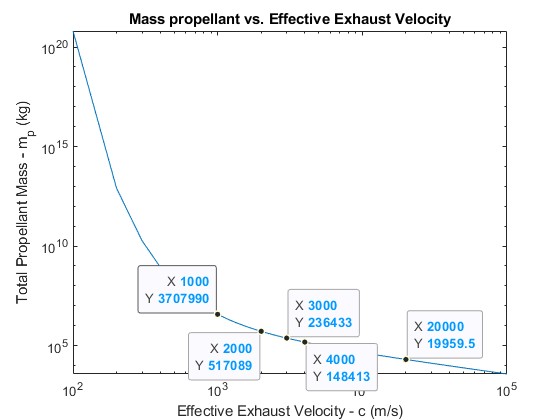 Mass propellant vs. Effective Exhaust Velocity
Total Propellant Mass - m_p (kg)
10^20
10^15
10^10
10^5
X 1000
Y 3707990
X 2000
Y 517089
X 3000
Y 236433
X 4000
Y 148413
X 20000
Y 19959.5
10^2
10^3
10^4
10^5
Effective Exhaust Velocity - c (m/s)